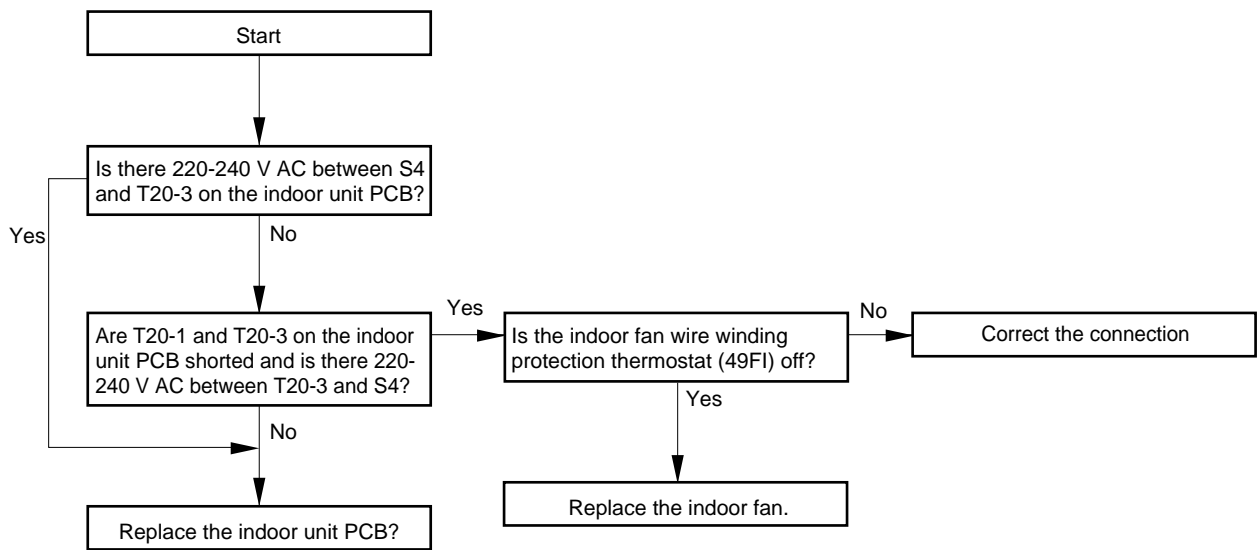 Start
Is there 220-240 V AC between S4
and T20-3 on the indoor unit PCB?
Yes
No
Are T20-1 and T20-3 on the indoor
unit PCB shorted and is there 220-
240 V AC between T20-3 and S4?
Yes
Is the indoor fan wire winding
protection thermostat (49FI) off?
No
Correct the connection
No
Yes
Replace the indoor unit PCB?
Replace the indoor fan.